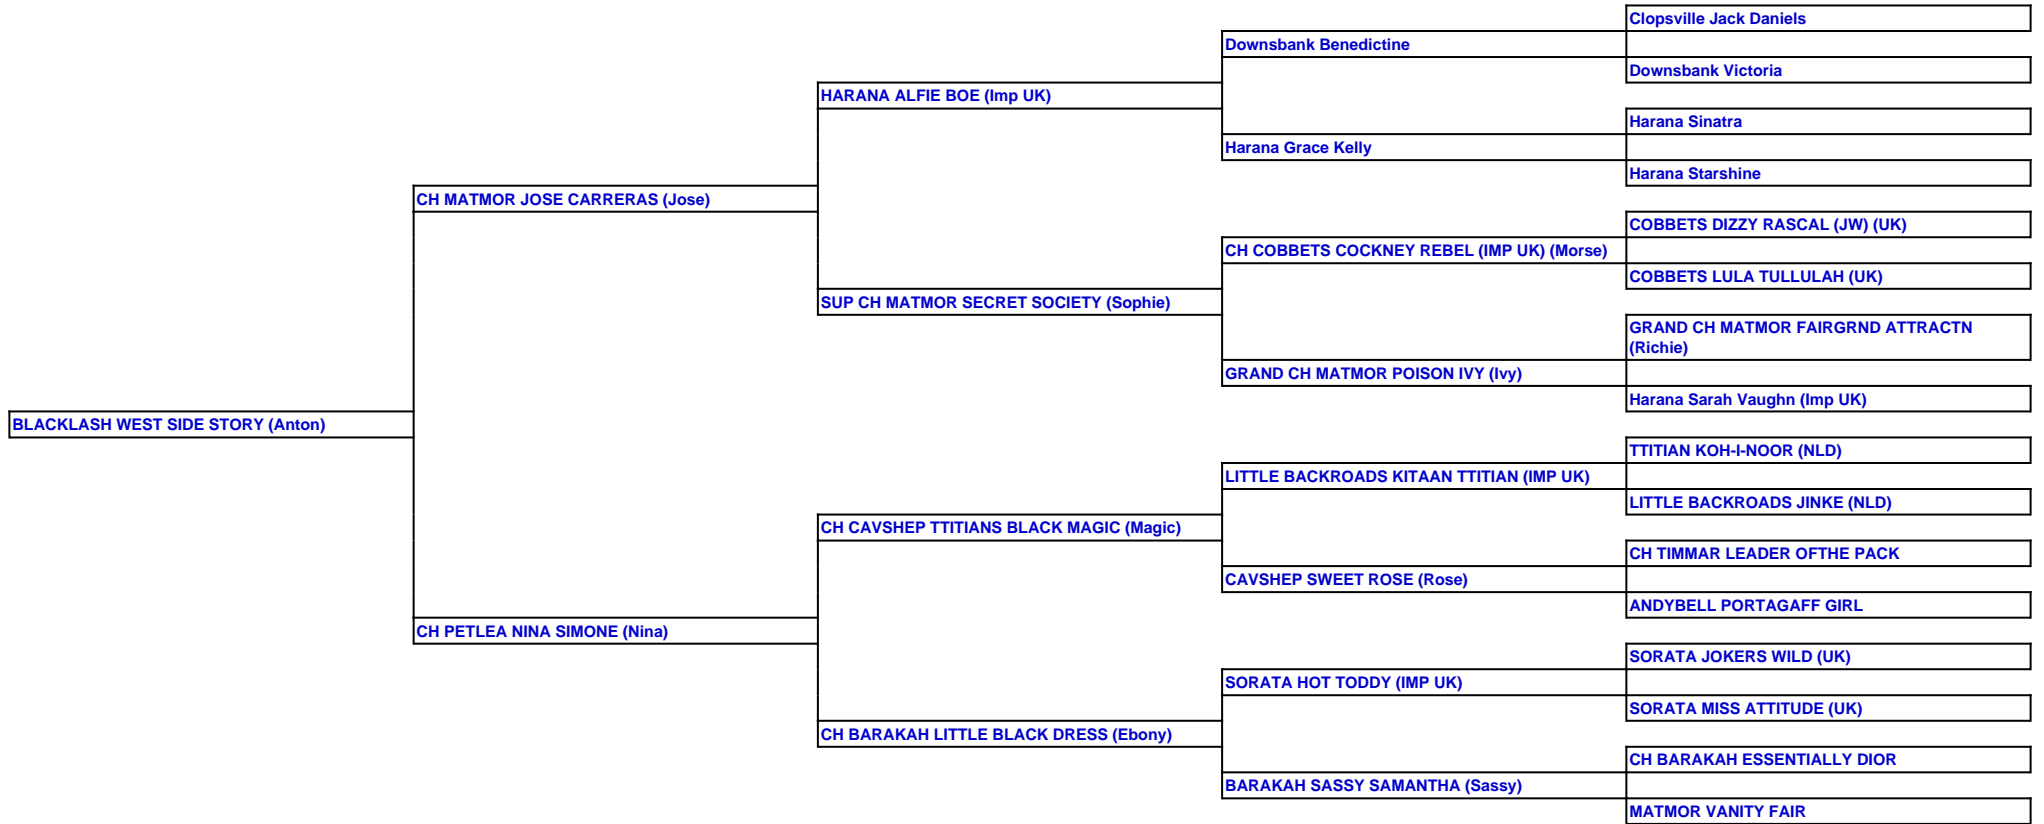 Clopsville Jack Daniels
Downsbank Benedictine
Downsbank Victoria
HARANA ALFIE BOE (Imp UK)
Harana Sinatra
Harana Grace Kelly
Harana Starshine
CH MATMOR JOSE CARRERAS (Jose)
COBBETS DIZZY RASCAL (JW) (UK)
CH COBBETS COCKNEY REBEL (IMP UK) (Morse)
COBBETS LULA TULLULAH (UK)
SUP CH MATMOR SECRET SOCIETY (Sophie)
GRAND CH MATMOR FAIRGRND ATTRACTN
(Richie)
GRAND CH MATMOR POISON IVY (Ivy)
Harana Sarah Vaughn (Imp UK)
BLACKLASH WEST SIDE STORY (Anton)
TTITIAN KOH-I-NOOR (NLD)
LITTLE BACKROADS KITAAN TTITIAN (IMP UK)
LITTLE BACKROADS JINKE (NLD)
CH CAVSHEP TTITIANS BLACK MAGIC (Magic)
CH TIMMAR LEADER OFTHE PACK
CAVSHEP SWEET ROSE (Rose)
ANDYBELL PORTAGAFF GIRL
CH PETLEA NINA SIMONE (Nina)
SORATA JOKERS WILD (UK)
SORATA HOT TODDY (IMP UK)
SORATA MISS ATTITUDE (UK)
CH BARAKAH LITTLE BLACK DRESS (Ebony)
CH BARAKAH ESSENTIALLY DIOR
BARAKAH SASSY SAMANTHA (Sassy)
MATMOR VANITY FAIR